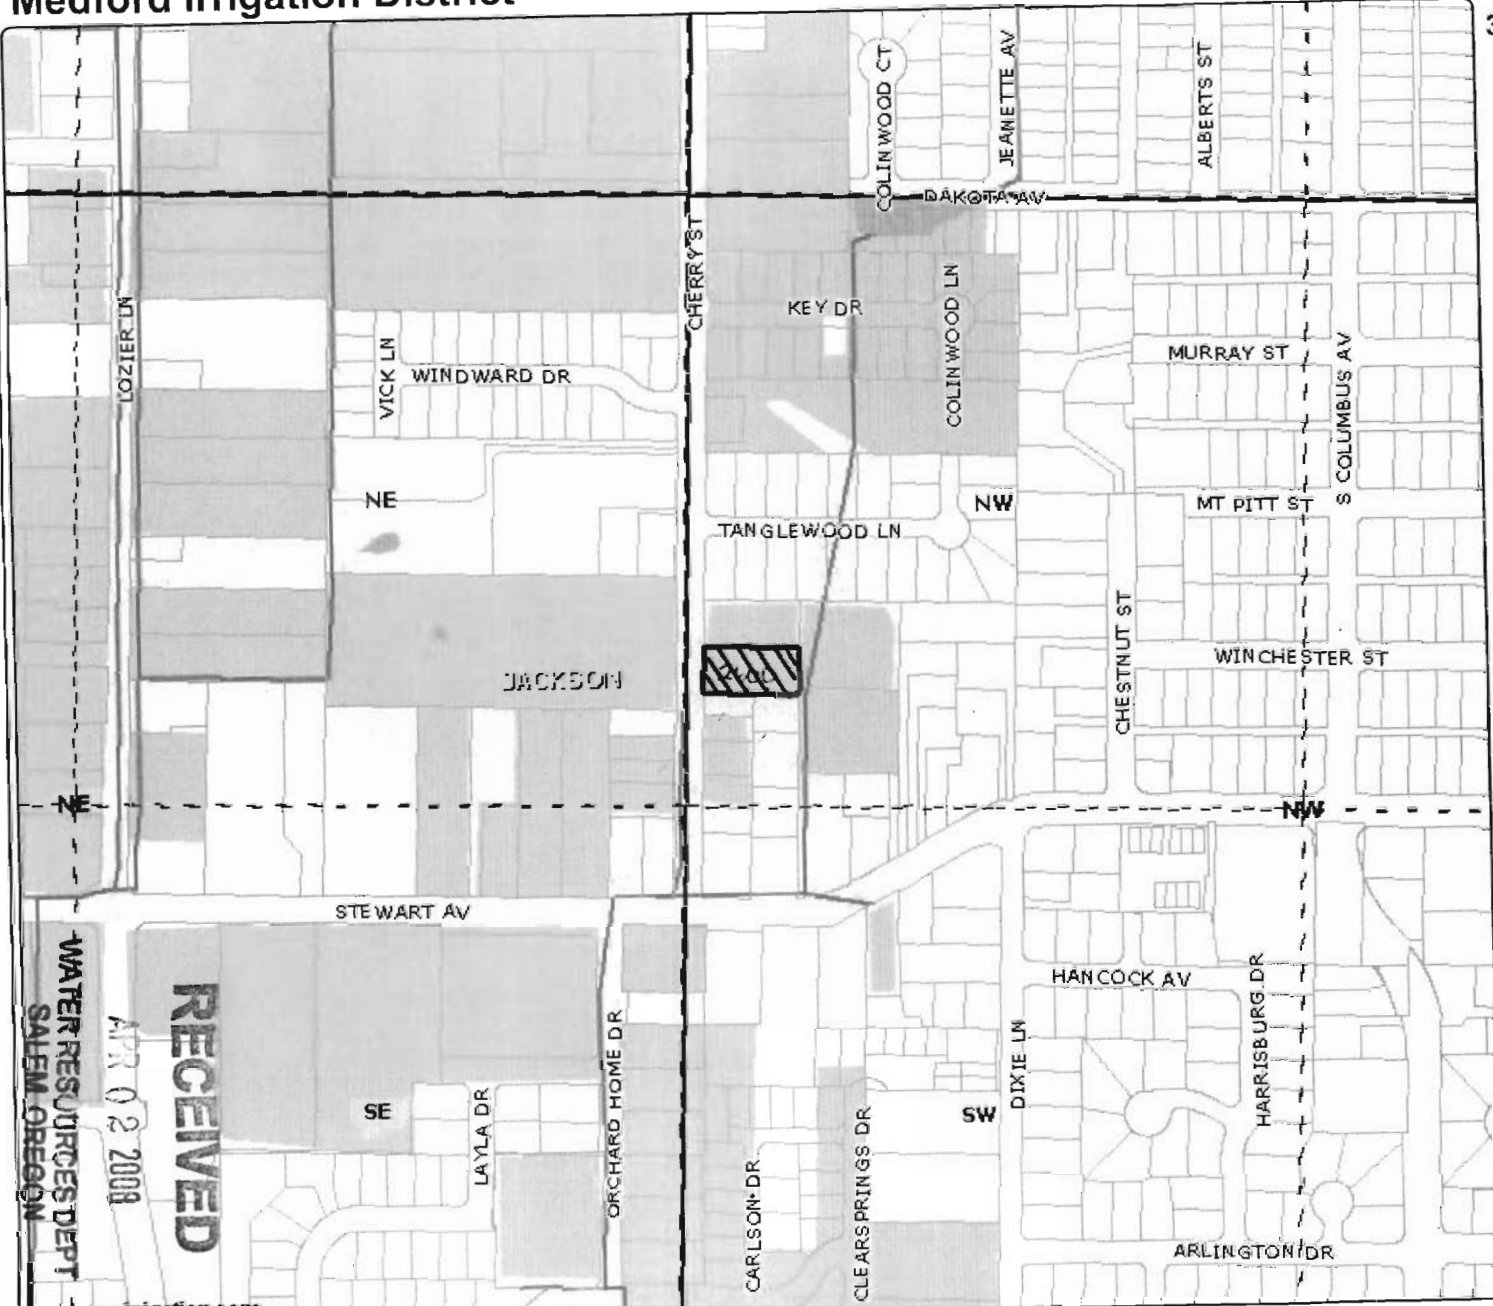 Medford Irrigation District
3
COLINWOOD CT
JEANETTE AV
ALBERTS ST
DAKOTA AV
CHERRY ST
LOZIER LN
KEY DR
COLINWOOD LN
VICK LN
WINDWARD DR
MURRAY ST
S COLUMBUS AV
NE
NW
MT PITT ST
TANGLEWOOD LN
CHESTNUT ST
WINCHESTER ST
JACKSON
NE
NW
STEWART AV
HANCOCK AV
HARRISBURG DR
DIXIE LN
ORCHARD HOME DR
SE
SW
LAYLA DR
CARLSON DR
CLEARSPRINGS DR
ARLINGTON DR
RECEIVED
APR 02 2008
WATER RESOURCES DEPT
SALEM OREGON